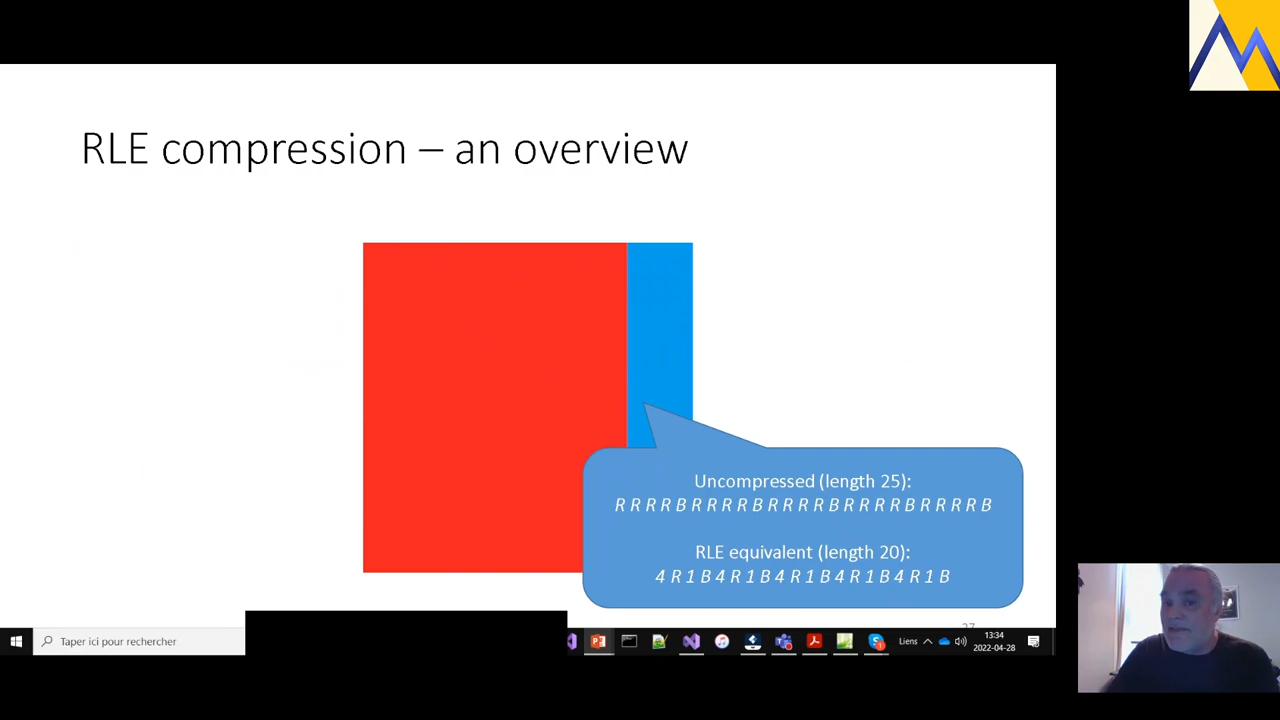 RLE compression – an overview
Uncompressed (length 25):
R R R R B R R R R B R R R R B R R R R B R R R R B
RLE equivalent (length 20):
4 R 1 B 4 R 1 B 4 R 1 B 4 R 1 B 4 R 1 B
Taper ici pour rechercher
Liens
13:34
2022-04-28